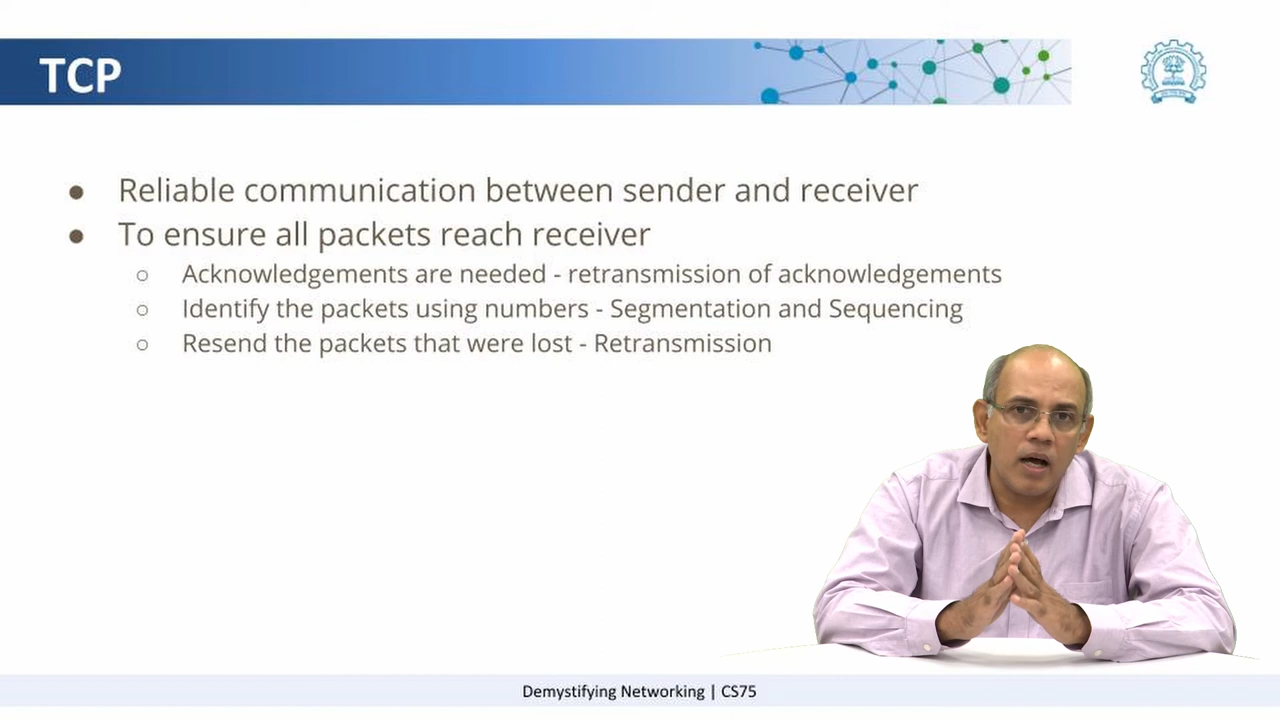 TCP
● Reliable communication between sender and receiver
● To ensure all packets reach receiver
○ Acknowledgements are needed - retransmission of acknowledgements
○ Identify the packets using numbers - Segmentation and Sequencing
○ Resend the packets that were lost - Retransmission
Demystifying Networking | CS75